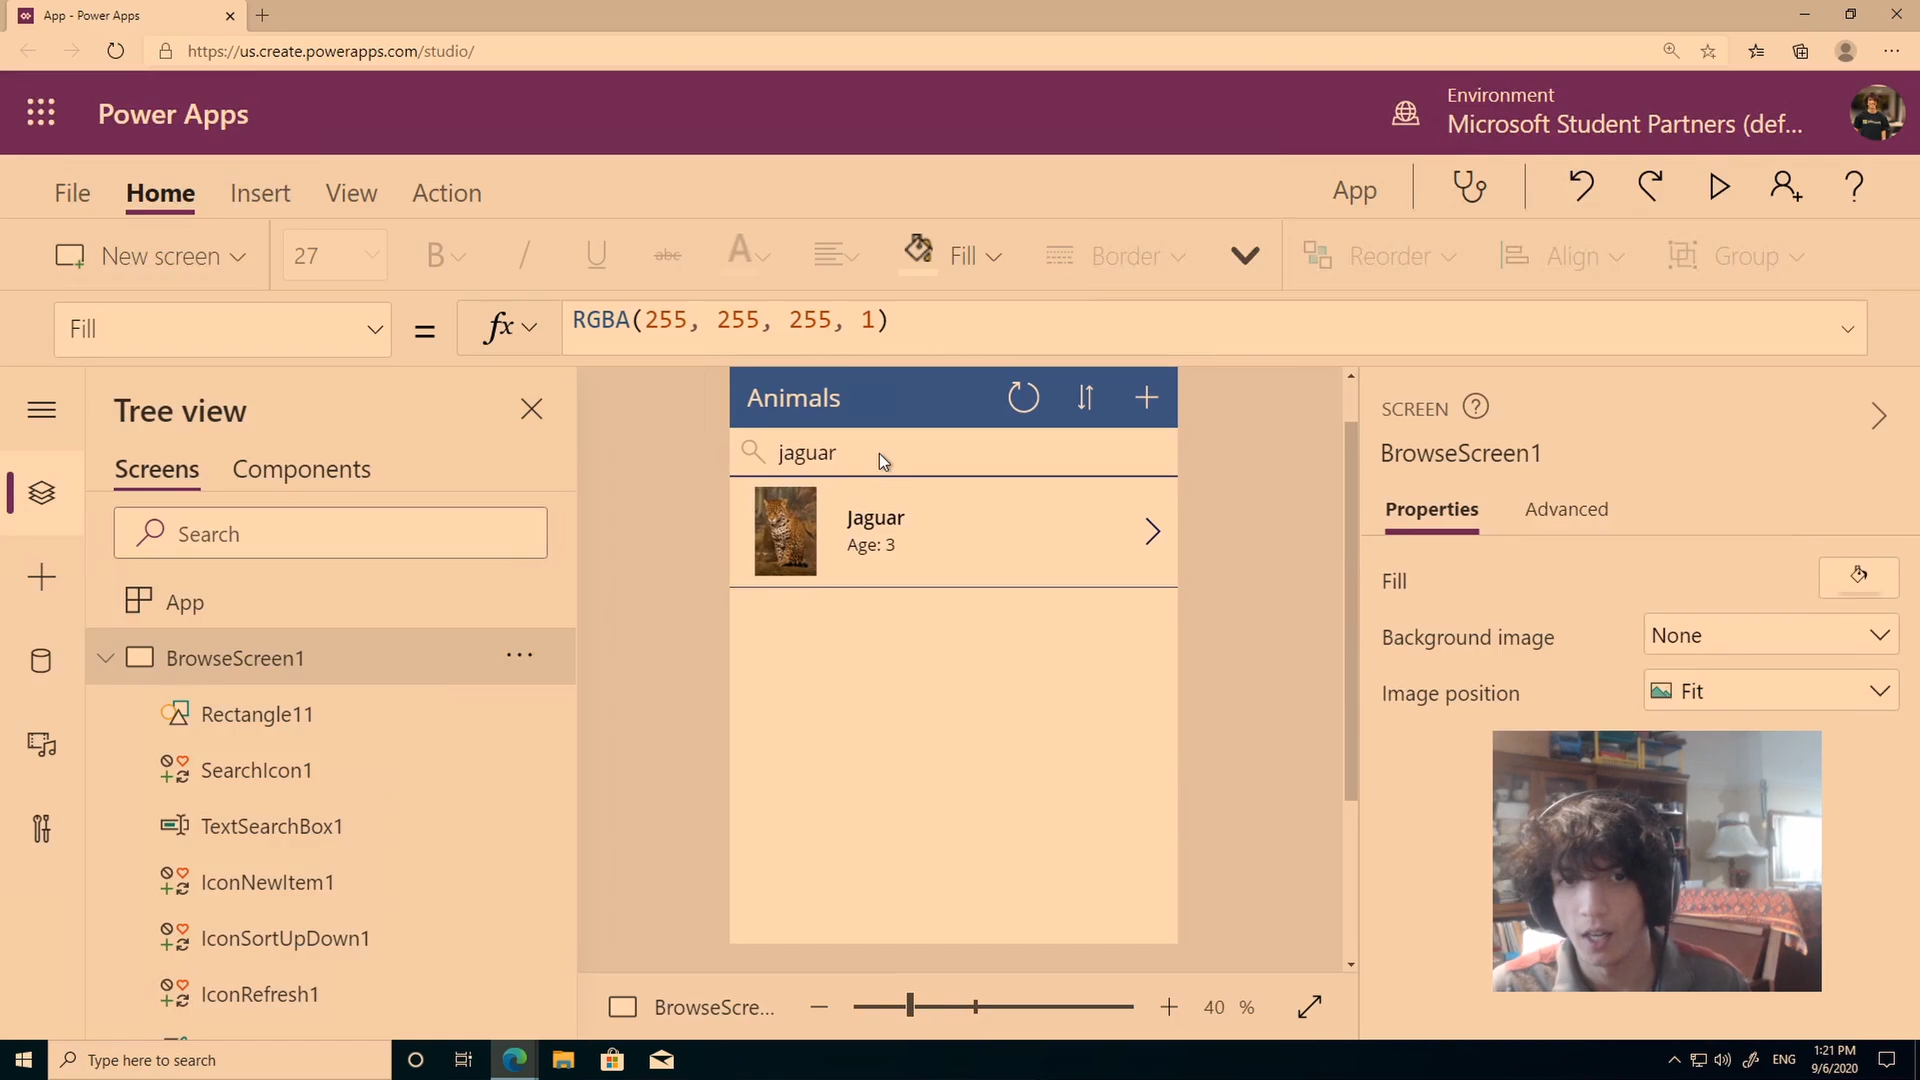 App - Power Apps
https://us.create.powerapps.com/studio/
Power Apps
Environment
Microsoft Student Partners (def...
File Home Insert View Action
App
New screen
27
B / U abc A
Fill
Border
Reorder
Align
Group
Fill
= fx
RGBA(255, 255, 255, 1)
Tree view
Screens Components
Search
App
BrowseScreen1
Rectangle11
SearchIcon1
TextSearchBox1
IconNewItem1
IconSortUpDown1
IconRefresh1
Animals
jaguar
Jaguar
Age: 3
BrowseScre...
40 %
SCREEN
BrowseScreen1
Properties Advanced
Fill
Background image
None
Image position
Fit
Type here to search
ENG
1:21 PM
9/6/2020